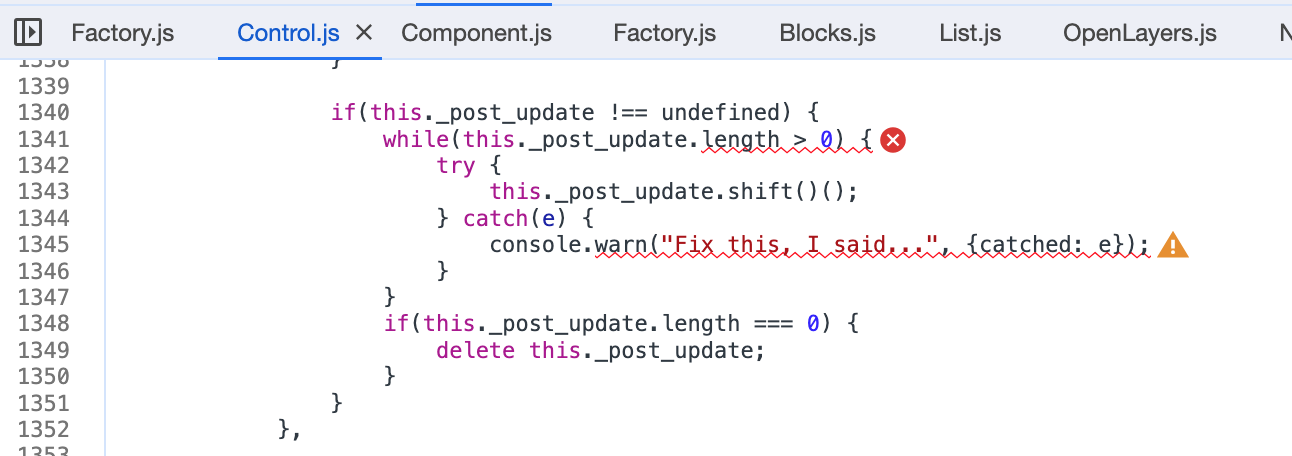 Factory.js Control.js Component.js Factory.js Blocks.js List.js OpenLayers.js N
1338 }
1339
1340 if(this._post_update !== undefined) {
1341 while(this._post_update.length > 0) {
1342 try {
1343 this._post_update.shift()();
1344 } catch(e) {
1345 console.warn("Fix this, I said...", {catched: e});
1346 }
1347 }
1348 if(this._post_update.length === 0) {
1349 delete this._post_update;
1350 }
1351 }
1352 },
1353